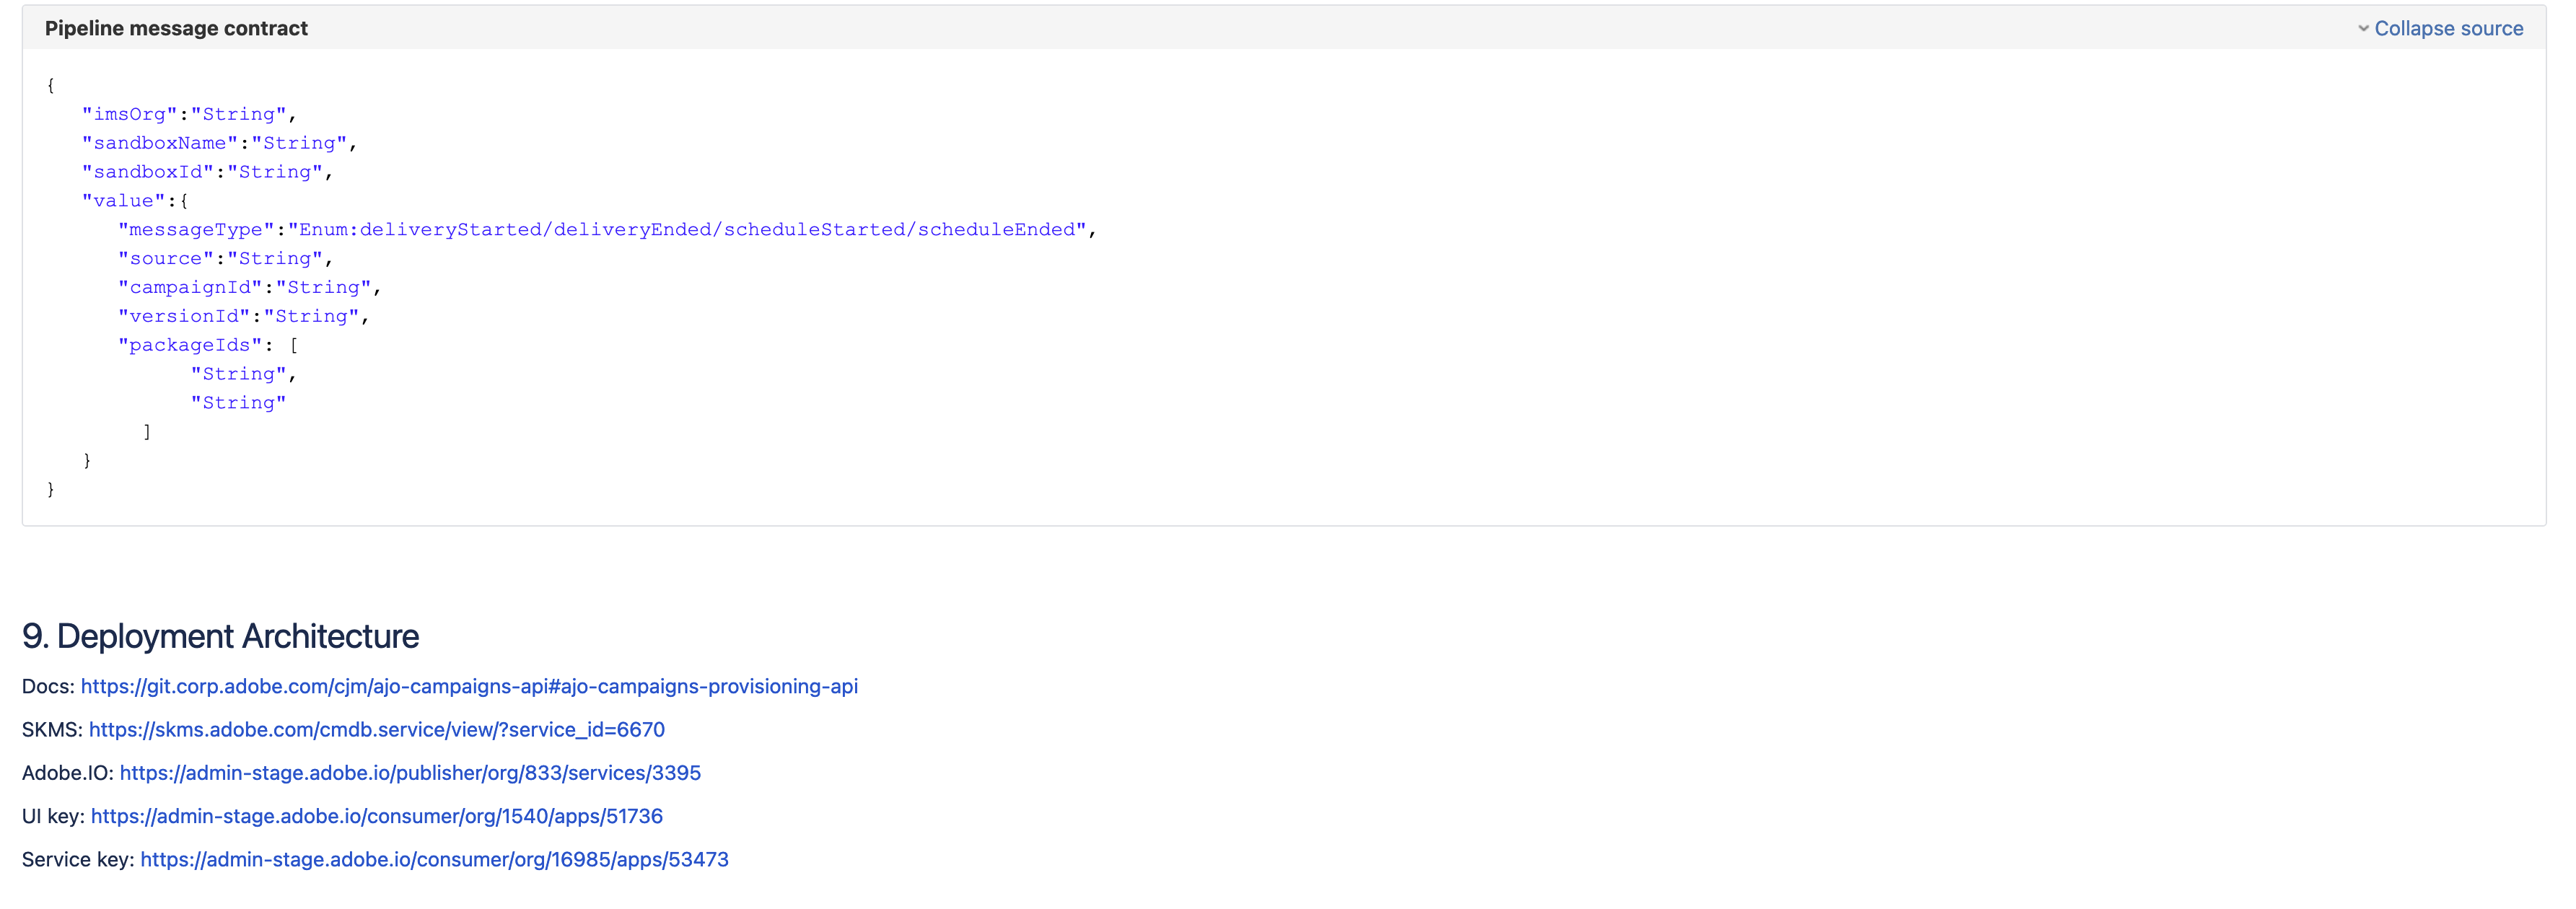 Pipeline message contract
Collapse source
{
"imsOrg":"String",
"sandboxName":"String",
"sandboxId":"String",
"value":{
"messageType":"Enum:deliveryStarted/deliveryEnded/scheduleStarted/scheduleEnded",
"source":"String",
"campaignId":"String",
"versionId":"String",
"packageIds": [
"String",
"String"
]
}
}
9. Deployment Architecture
Docs: https://git.corp.adobe.com/cjm/ajo-campaigns-api#ajo-campaigns-provisioning-api
SKMS: https://skms.adobe.com/cmdb.service/view/?service_id=6670
Adobe.IO: https://admin-stage.adobe.io/publisher/org/833/services/3395
UI key: https://admin-stage.adobe.io/consumer/org/1540/apps/51736
Service key: https://admin-stage.adobe.io/consumer/org/16985/apps/53473